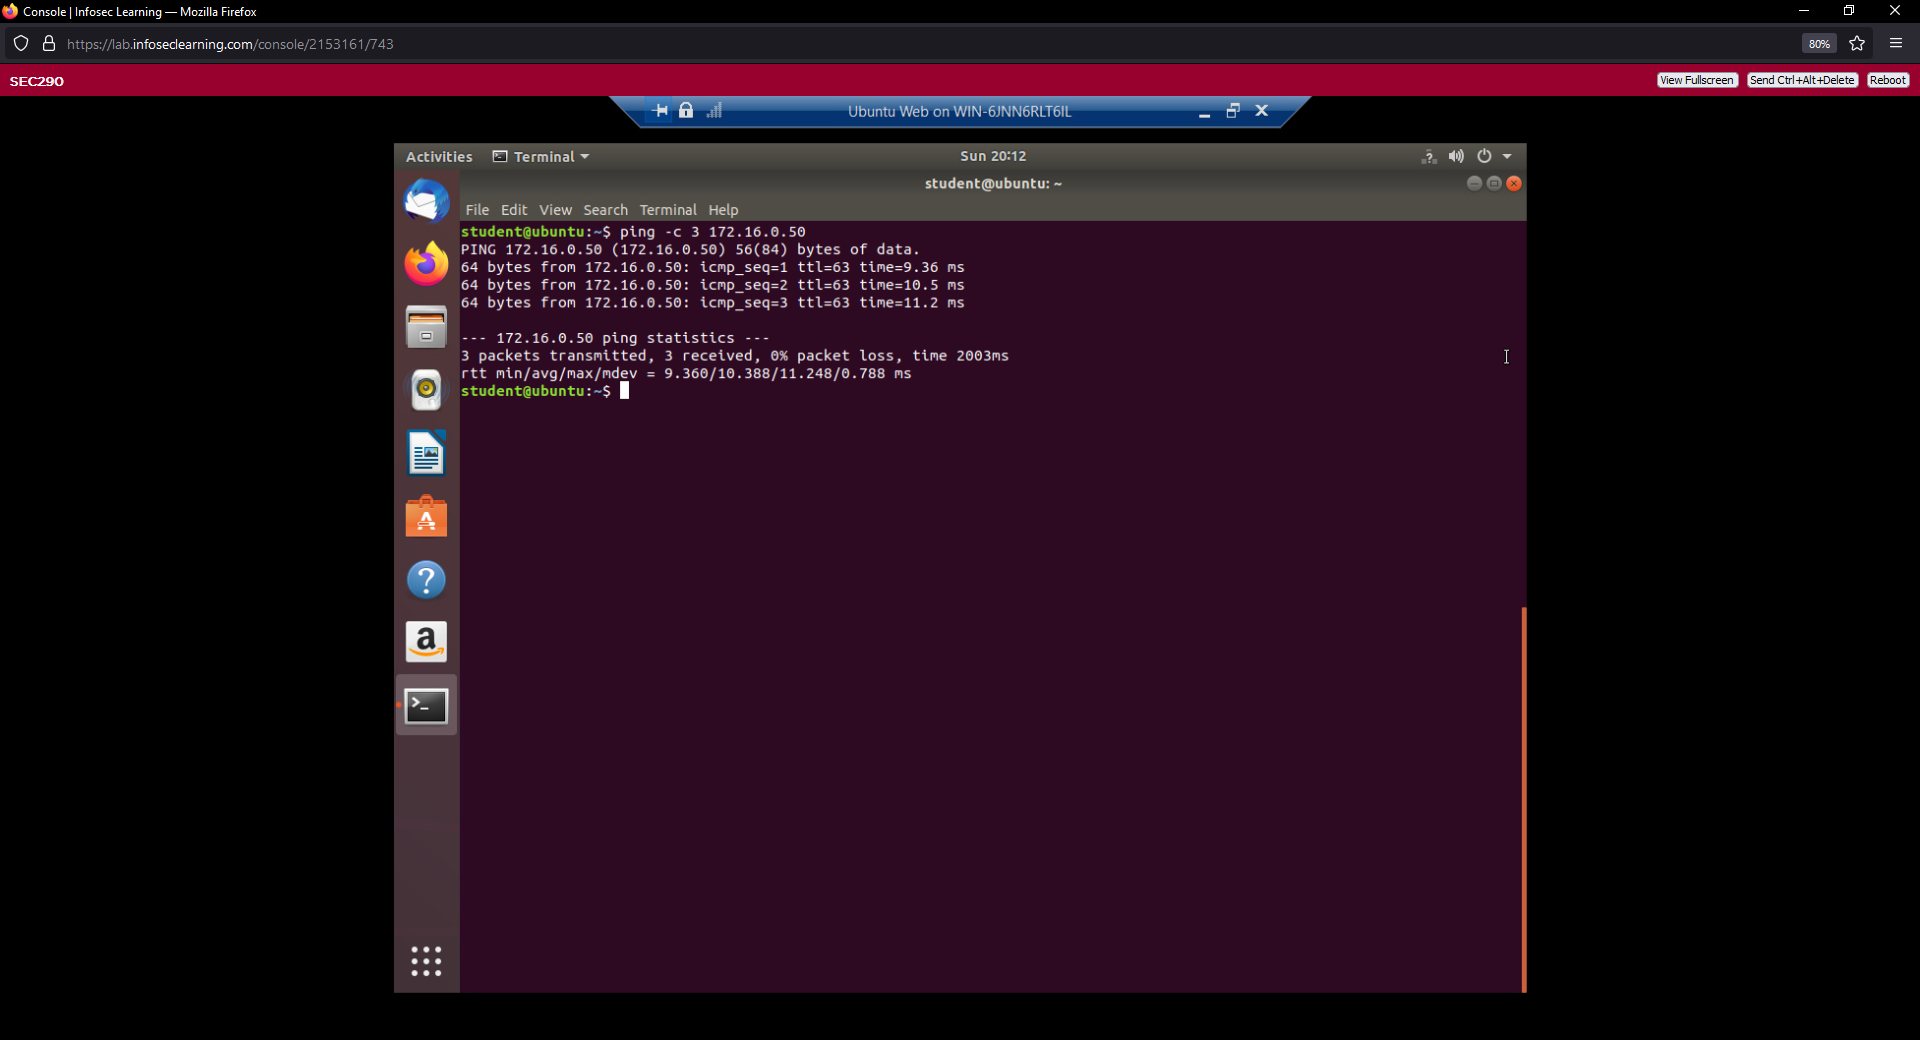 Console | Infosec Learning — Mozilla Firefox
https://lab.infoseclearning.com/console/2153161/743
80%
SEC290
View Fullscreen
Send Ctrl+Alt+Delete
Reboot
Ubuntu Web on WIN-6JNN6RLT6IL
Activities
Terminal
Sun 20:12
student@ubuntu: ~
File Edit View Search Terminal Help
student@ubuntu:~$ ping -c 3 172.16.0.50
PING 172.16.0.50 (172.16.0.50) 56(84) bytes of data.
64 bytes from 172.16.0.50: icmp_seq=1 ttl=63 time=9.36 ms
64 bytes from 172.16.0.50: icmp_seq=2 ttl=63 time=10.5 ms
64 bytes from 172.16.0.50: icmp_seq=3 ttl=63 time=11.2 ms
--- 172.16.0.50 ping statistics ---
3 packets transmitted, 3 received, 0% packet loss, time 2003ms
rtt min/avg/max/mdev = 9.360/10.388/11.248/0.788 ms
student@ubuntu:~$